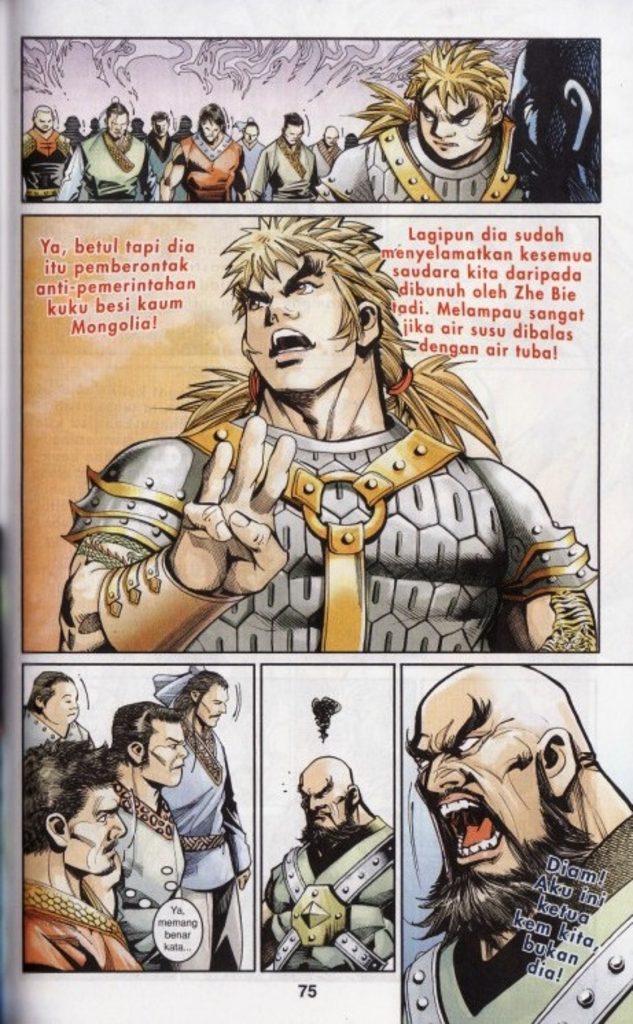 Ya, betul tapi dia
itu pemberontak
anti-pemerintahan
kuku besi kaum
Mongolia!
Lagipun dia sudah
menyelamatkan kesemua
saudara kita daripada
dibunuh oleh Zhe Bie
tadi. Melampau sangat
jika air susu dibalas
dengan air tuba!
Ya,
memang
benar
kata...
Diam!
Aku ini
ketua
kem kita,
bukan
dia!
75